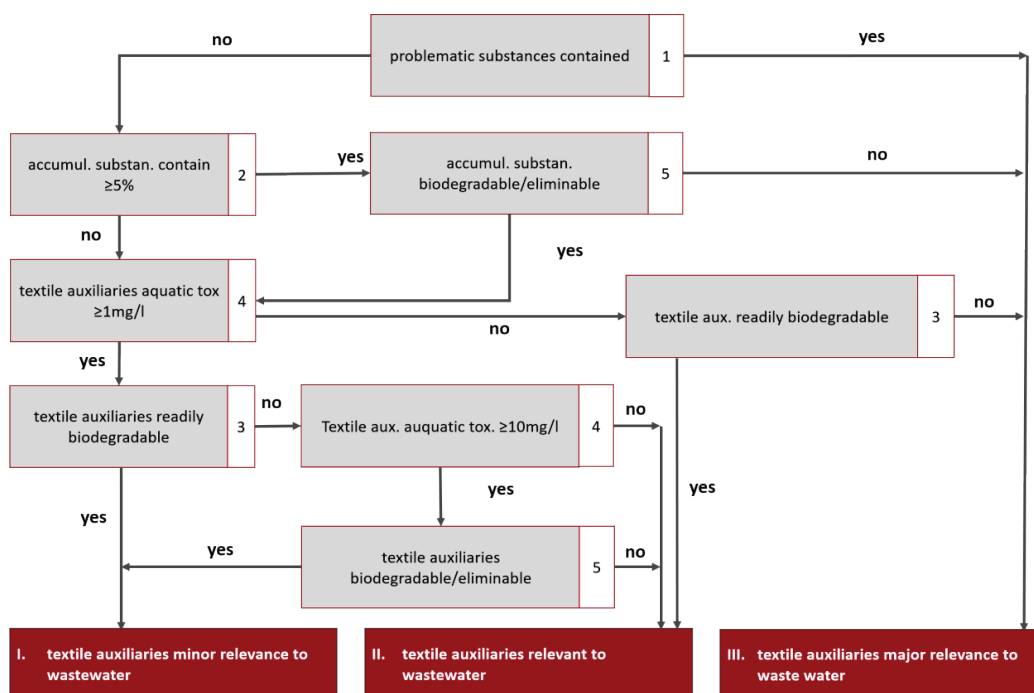 no
yes
problematic substances contained
1
accumul. substan. contain
≥5%
2
yes
accumul. substan.
biodegradable/eliminable
5
no
no
yes
textile auxiliaries aquatic tox
≥1mg/l
4
no
textile aux. readily biodegradable
3
no
yes
textile auxiliaries readily
biodegradable
3
no
Textile aux. auquatic tox. ≥10mg/l
4
no
yes
yes
yes
yes
textile auxiliaries
biodegradable/eliminable
5
no
I. textile auxiliaries minor relevance to
wastewater
II. textile auxiliaries relevant to
wastewater
III. textile auxiliaries major relevance to
waste water